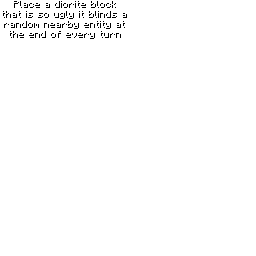 Place a diorite block
that is so ugly it blinds a
random nearby entity at
the end of every turn